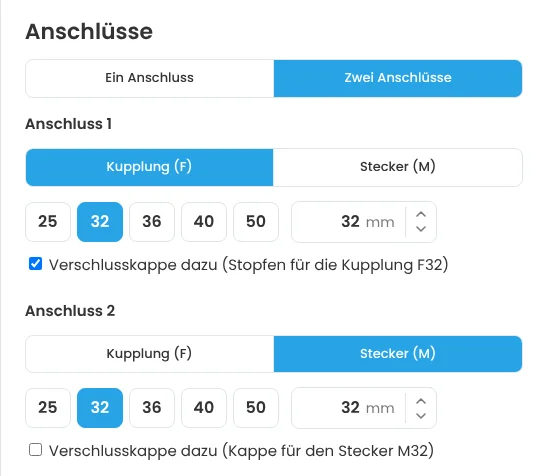 Anschlüsse
Ein Anschluss Zwei Anschlüsse
Anschluss 1
Kupplung (F) Stecker (M)
25 32 36 40 50 32 mm
Verschlusskappe dazu (Stopfen für die Kupplung F32)
Anschluss 2
Kupplung (F) Stecker (M)
25 32 36 40 50 32 mm
Verschlusskappe dazu (Kappe für den Stecker M32)